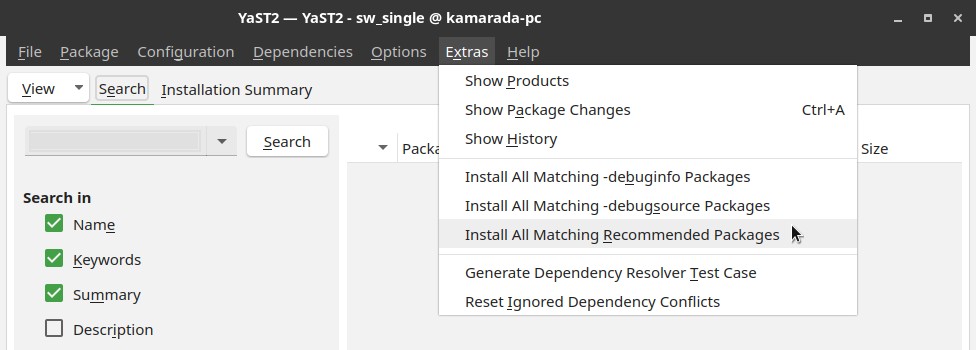 YaST2 — YaST2 - sw_single @ kamarada-pc
File Package Configuration Dependencies Options Extras Help
View Search Installation Summary
Show Products
Show Package Changes Ctrl+A
Show History
Install All Matching -debuginfo Packages
Install All Matching -debugsource Packages
Install All Matching Recommended Packages
Generate Dependency Resolver Test Case
Reset Ignored Dependency Conflicts
Search
Search in
Name
Keywords
Summary
Description
Size